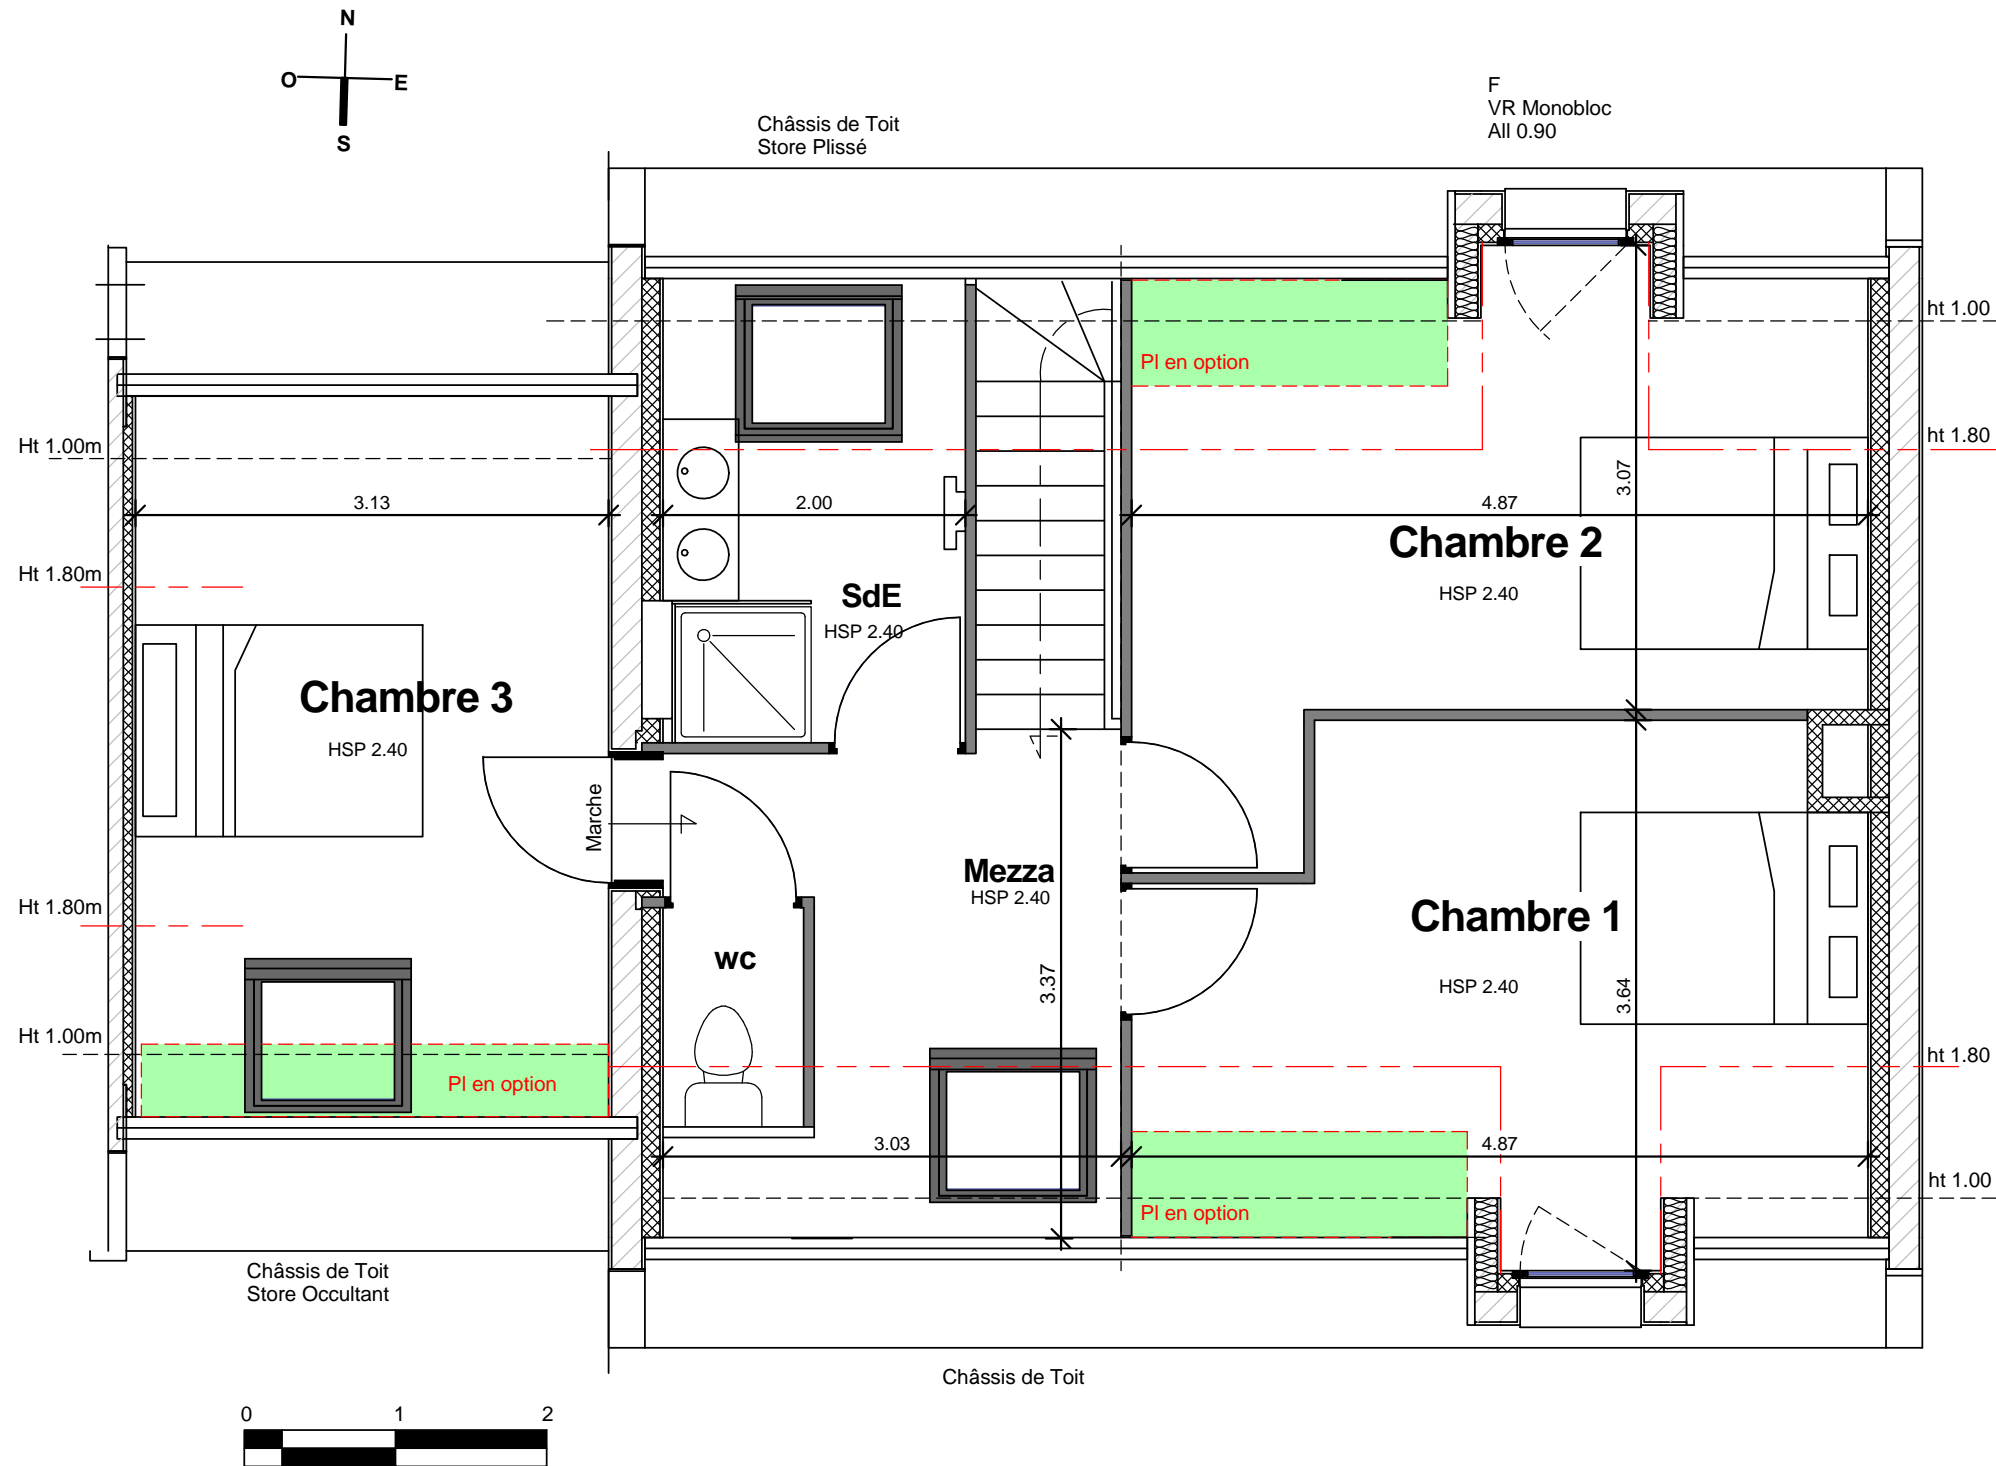 N
O
E
S
Châssis de Toit
Store Plissé
F
VR Monobloc
All 0.90
ht 1.00
Pl en option
ht 1.80
Ht 1.00m
3.13
2.00
4.87
3.07
Chambre 2
HSP 2.40
Ht 1.80m
SdE
HSP 2.40
Chambre 3
HSP 2.40
Marche
Mezza
HSP 2.40
Chambre 1
HSP 2.40
Ht 1.80m
wc
3.37
3.64
Ht 1.00m
Pl en option
ht 1.80
3.03
4.87
ht 1.00
Pl en option
Châssis de Toit
Store Occultant
Châssis de Toit
0
1
2